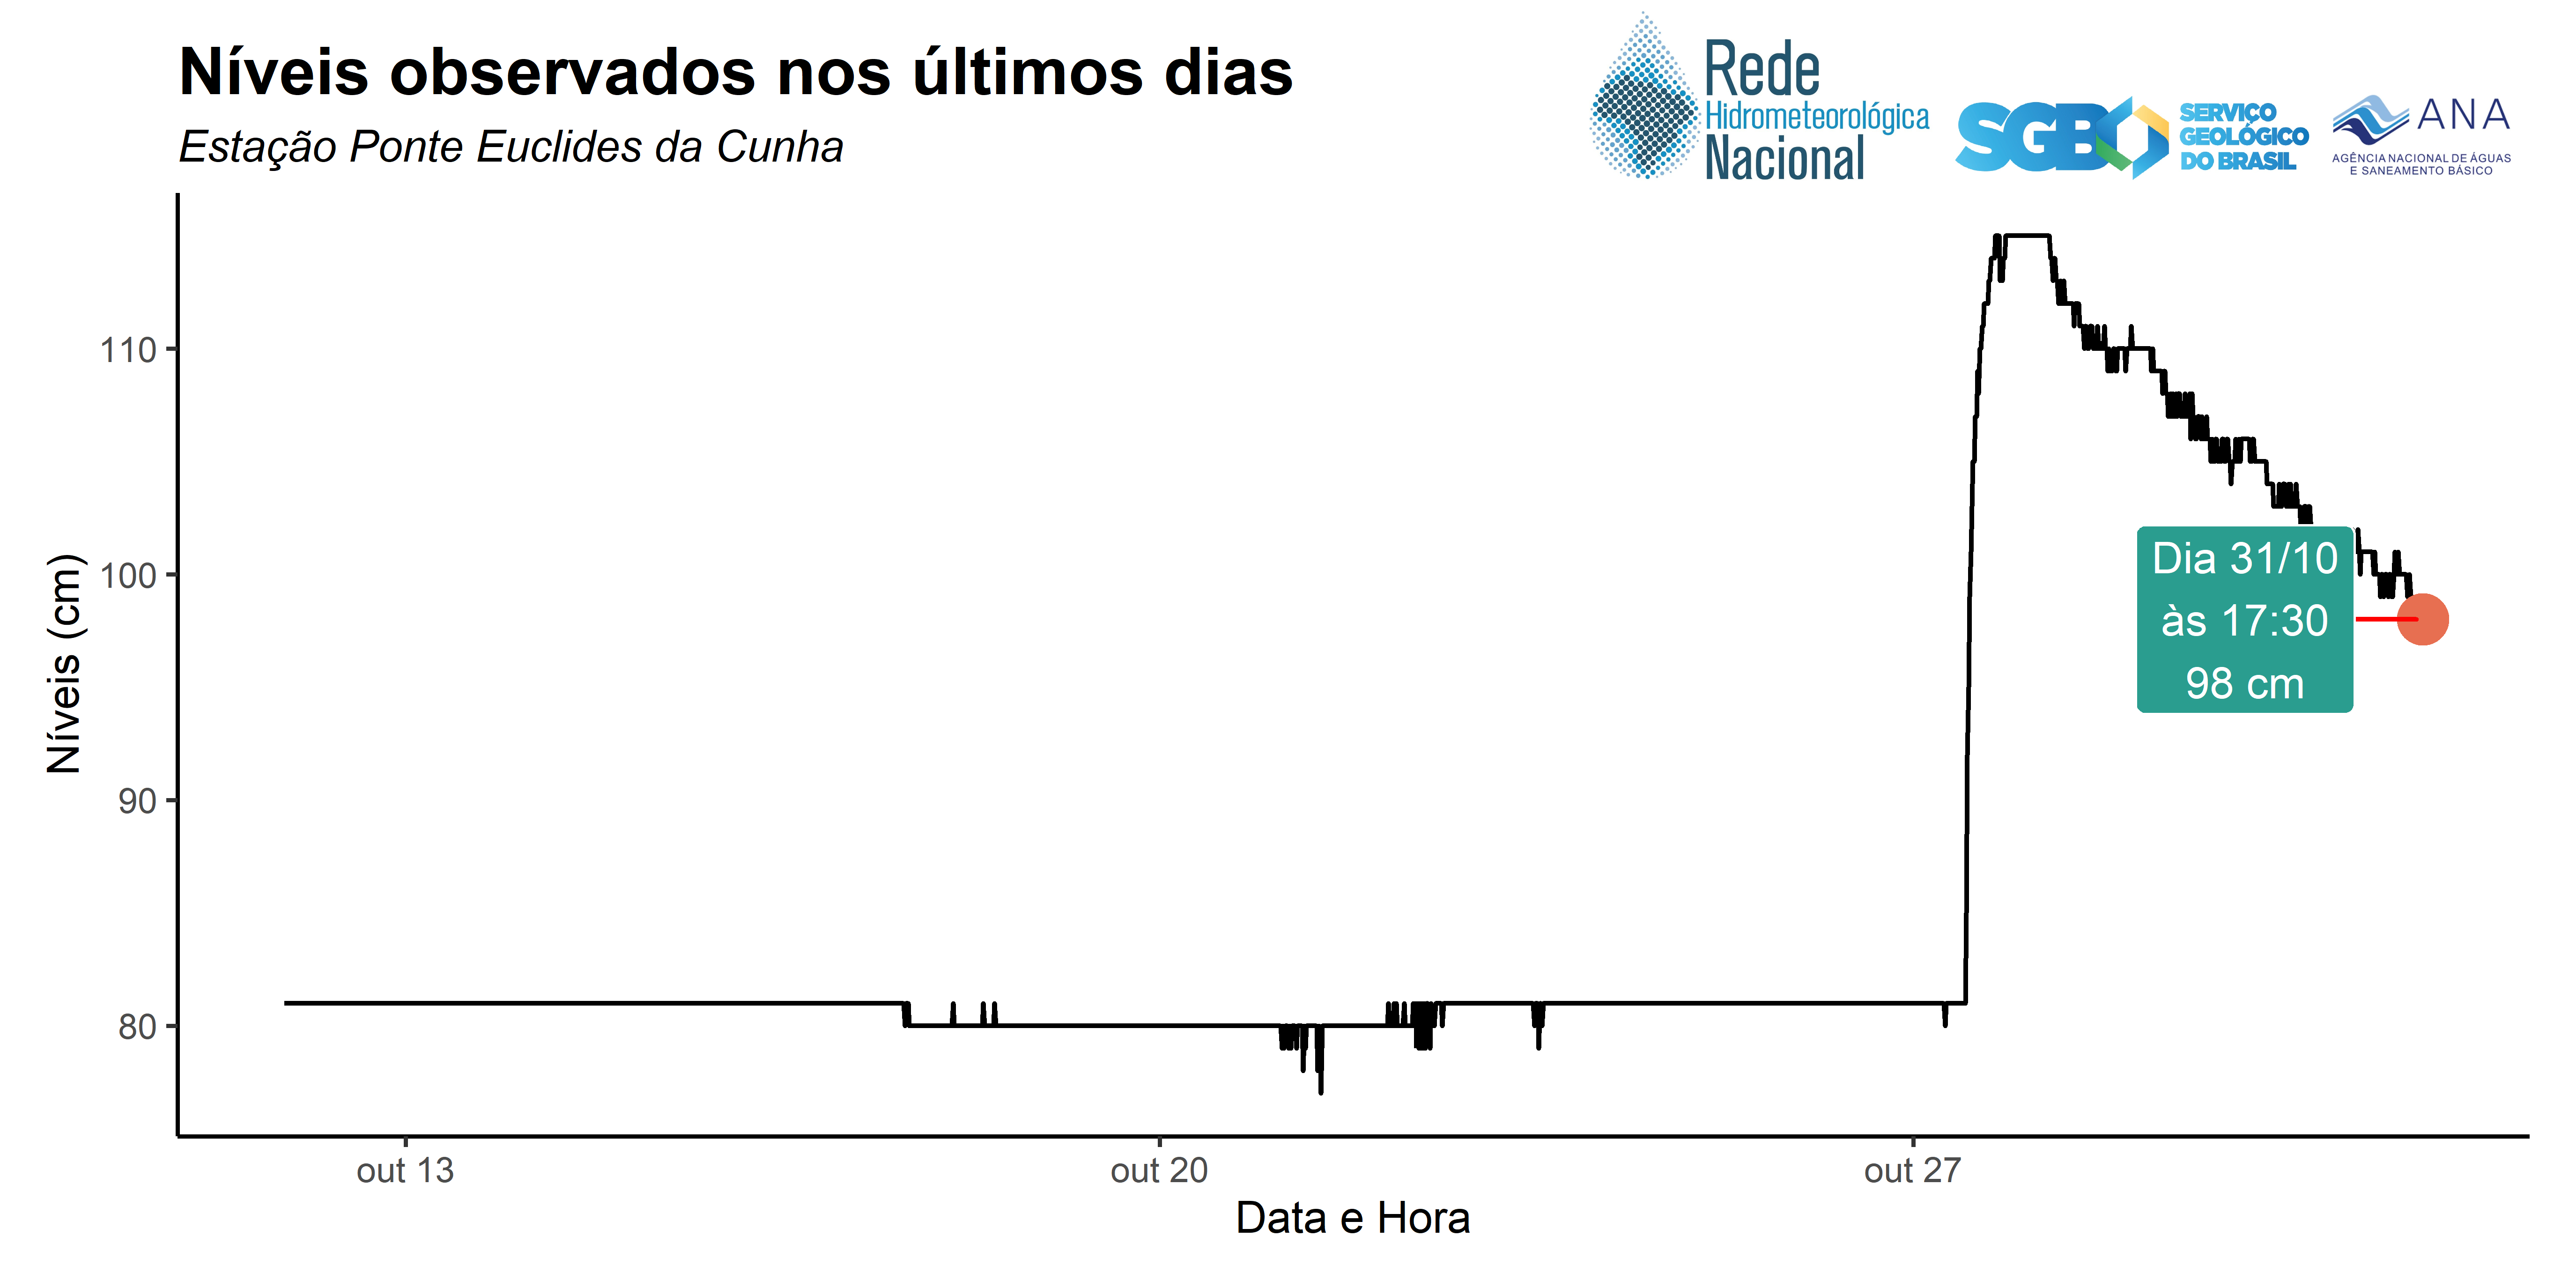 Níveis observados nos últimos dias
Estação Ponte Euclides da Cunha
Rede
Hidrometeorológica
Nacional
SGB
SERVIÇO
GEOLÓGICO
DO BRASIL
ANA
AGÊNCIA NACIONAL DE ÁGUAS
E SANEAMENTO BÁSICO
Níveis (cm)
110
100
90
80
Dia 31/10
às 17:30
98 cm
out 13
out 20
out 27
Data e Hora